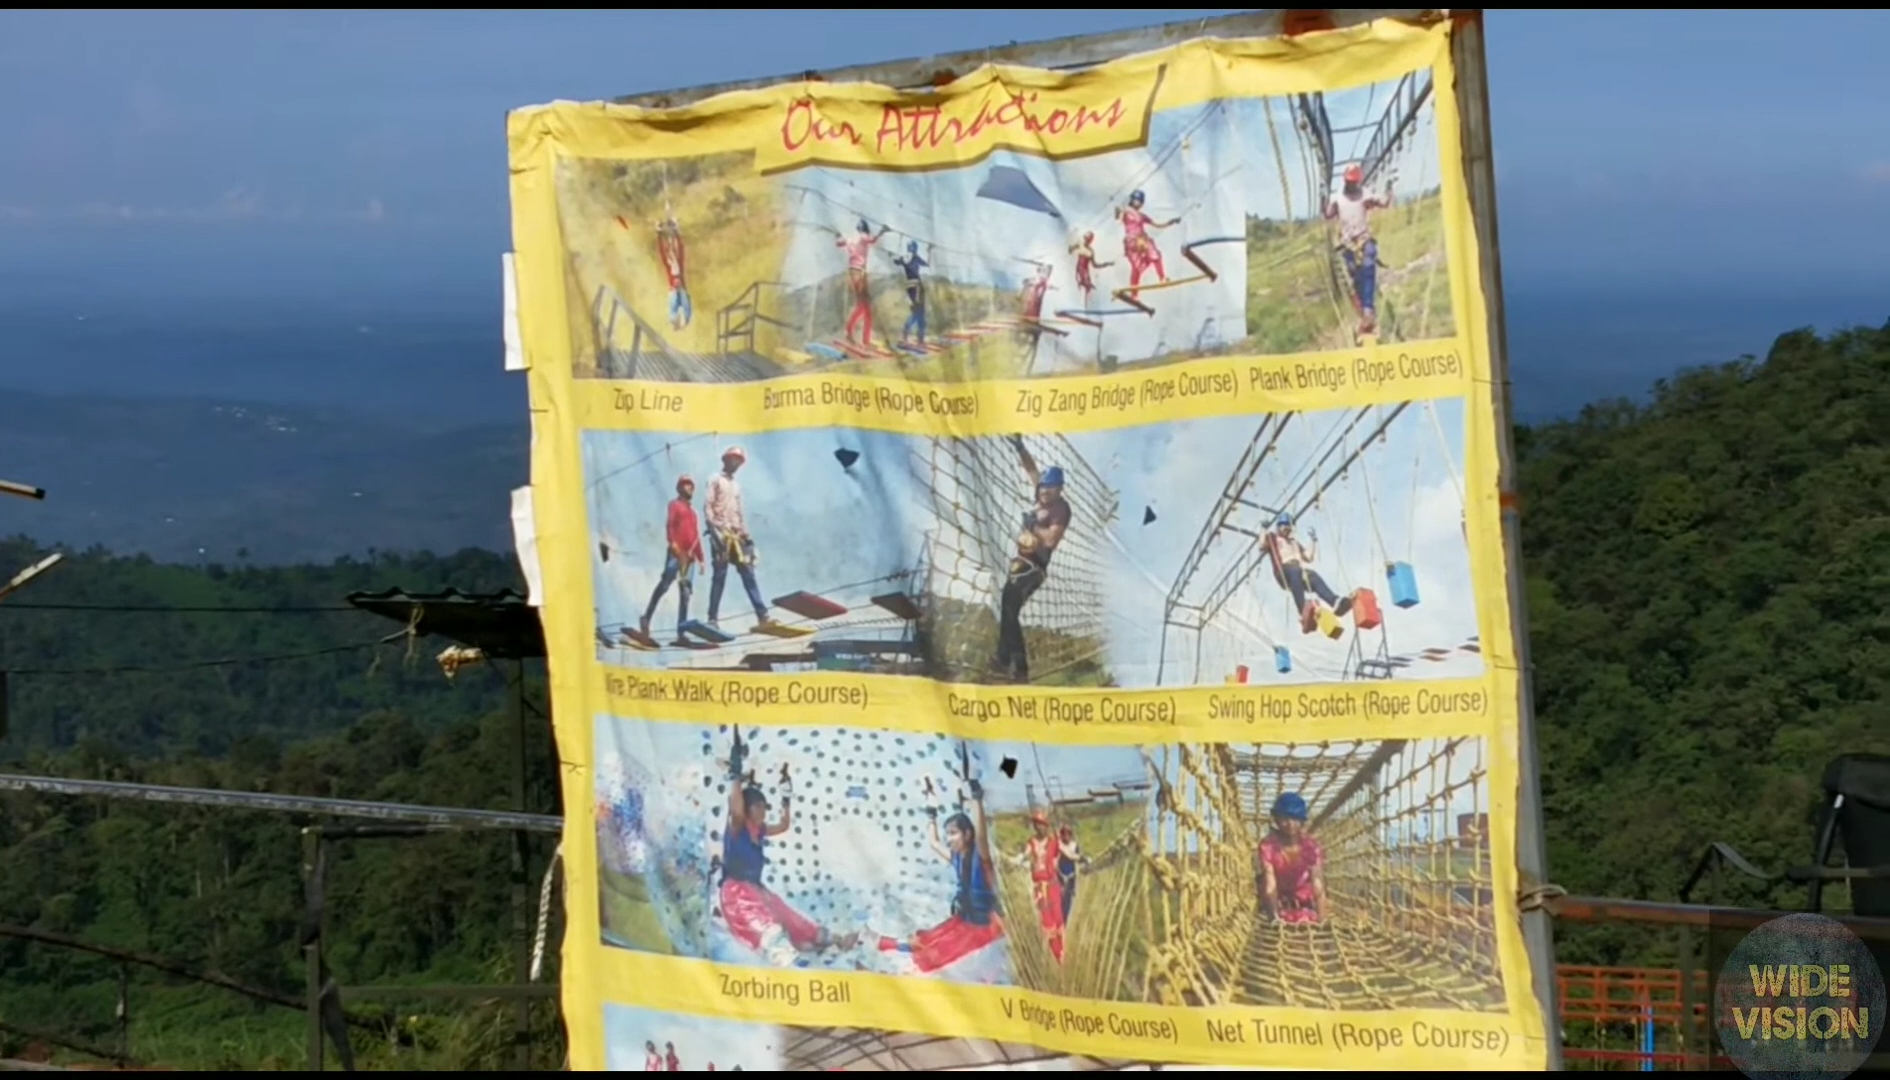 Our Attractions
Zip Line
Burma Bridge (Rope Course)
Zig Zang Bridge (Rope Course)
Plank Bridge (Rope Course)
Wire Plank Walk (Rope Course)
Cargo Net (Rope Course)
Swing Hop Scotch (Rope Course)
Zorbing Ball
V Bridge (Rope Course)
Net Tunnel (Rope Course)
WIDE
VISION